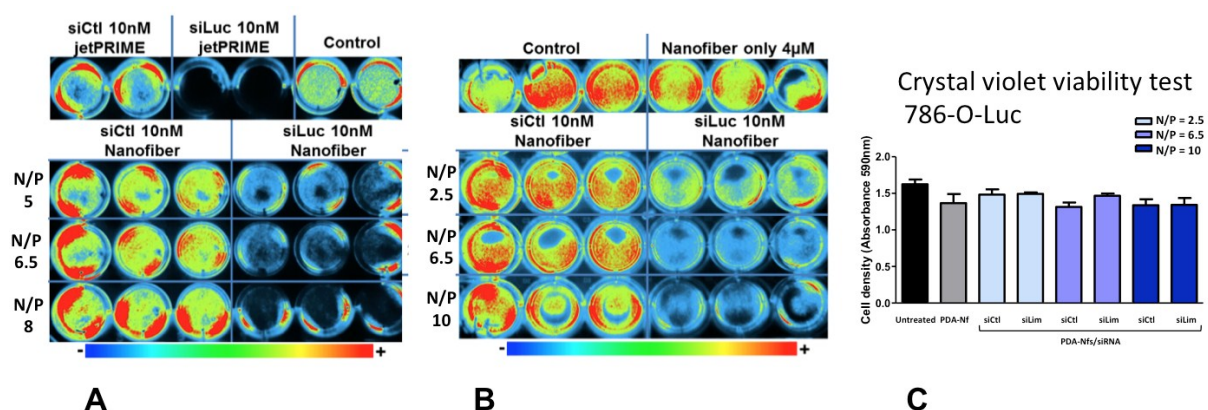 siCtl 10nM
jetPRIME
siLuc 10nM
jetPRIME
Control
siCtl 10nM
Nanofiber
siLuc 10nM
Nanofiber
N/P
5
N/P
6.5
N/P
8
-
+
A
Control
Nanofiber only 4µM
siCtl 10nM
Nanofiber
siLuc 10nM
Nanofiber
N/P
2.5
N/P
6.5
N/P
10
-
+
B
Crystal violet viability test
786-O-Luc
N/P = 2.5
N/P = 6.5
N/P = 10
Cell density (Absorbance 590nm)
2.0
1.5
1.0
0.5
0.0
Untreated
PDA-Nf
siCtl
siLim
siCtl
siLim
siCtl
siLim
PDA-Nfs/siRNA
C